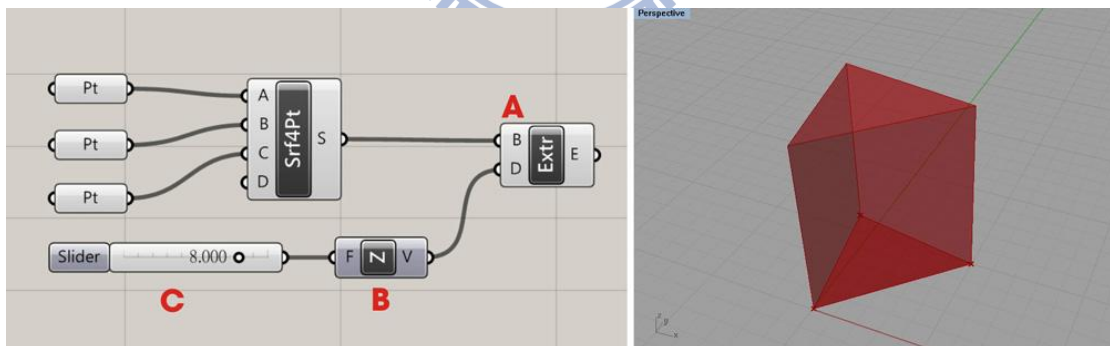 Pt
Pt
Pt
A
B
C
D
Srf4Pt
S
A
B
D
Extr
E
Slider
8.000
F
Z
V
C
B
Perspective
z
y
x